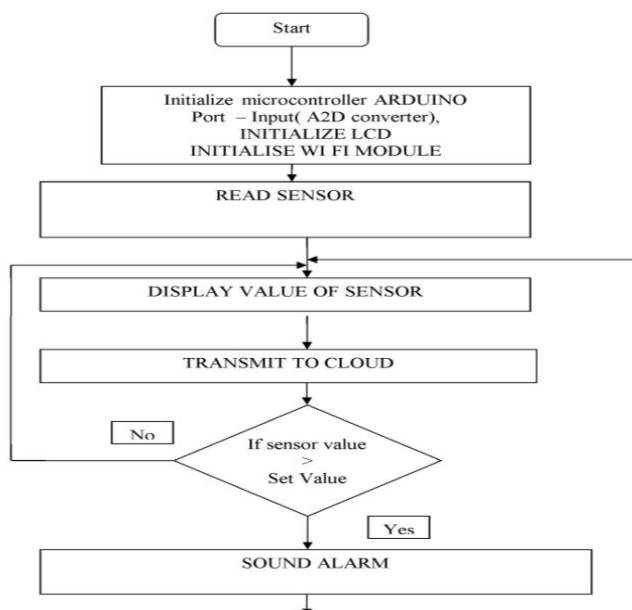 Start
Initialize microcontroller ARDUINO
Port – Input( A2D converter),
INITIALIZE LCD
INITIALISE WI FI MODULE
READ SENSOR
DISPLAY VALUE OF SENSOR
TRANSMIT TO CLOUD
No
If sensor value
>
Set Value
Yes
SOUND ALARM